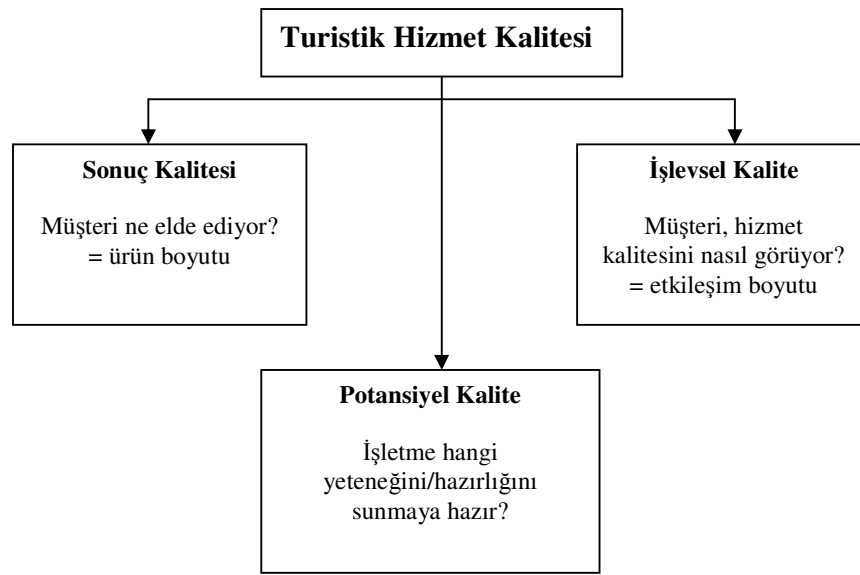 Turistik Hizmet Kalitesi
Sonuç Kalitesi
Müşteri ne elde ediyor?
= ürün boyutu
İşlevsel Kalite
Müşteri, hizmet
kalitesini nasıl görüyor?
= etkileşim boyutu
Potansiyel Kalite
İşletme hangi
yeteneğini/hazırlığını
sunmaya hazır?